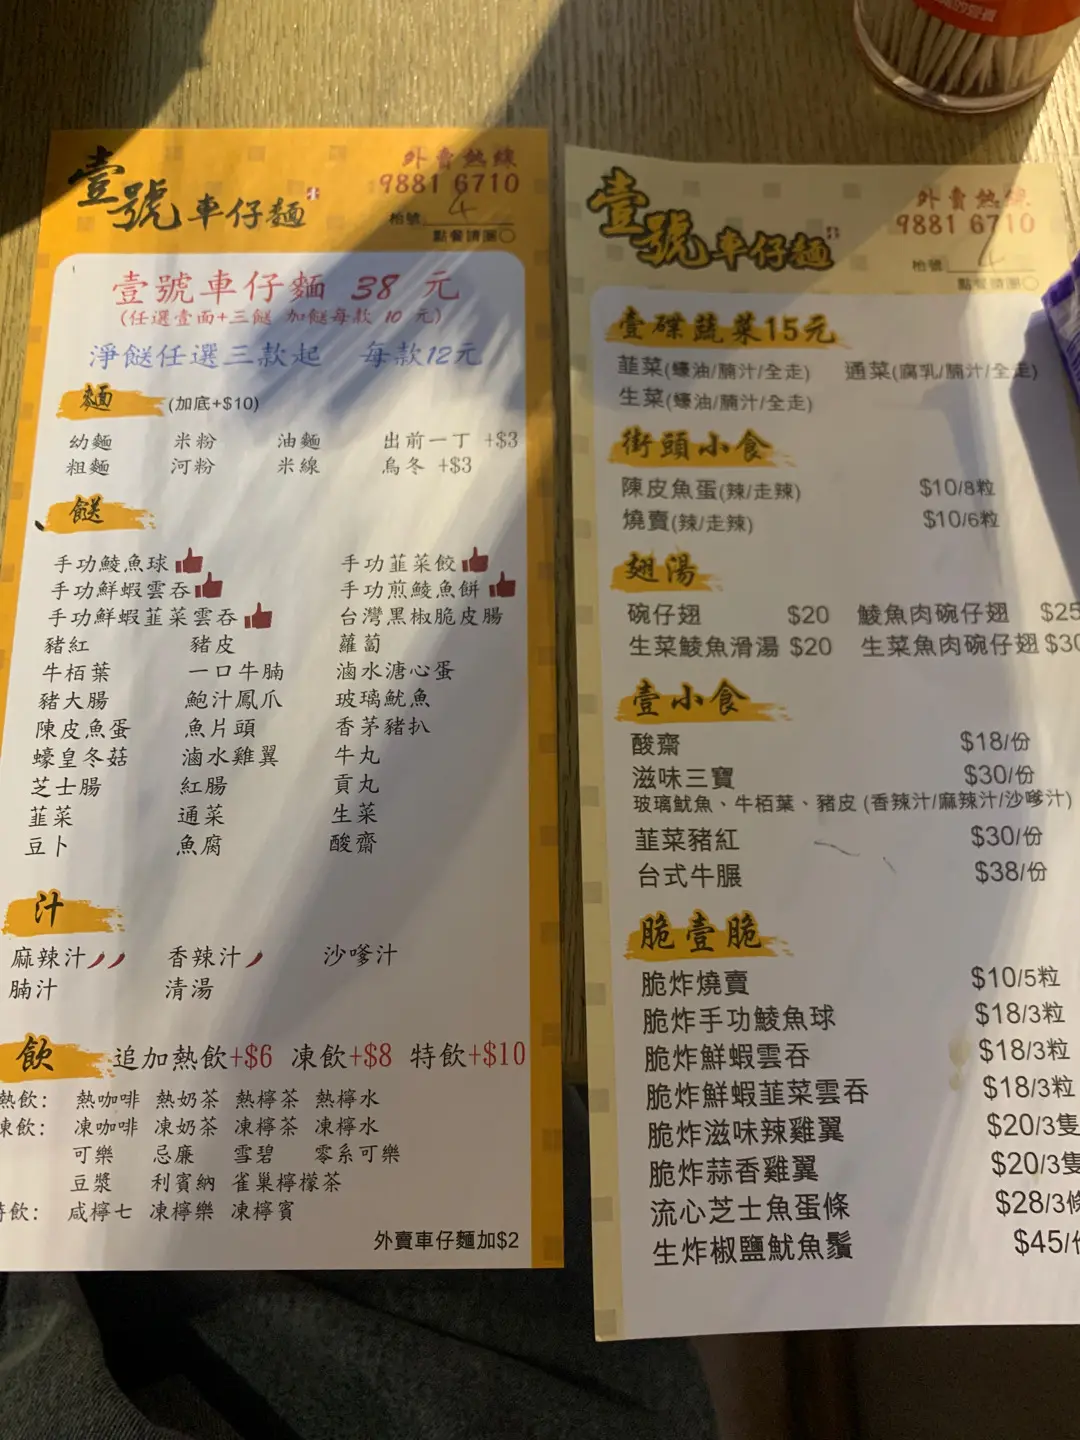 壹號車仔麵
外賣熱線
9881 6710
枱號 4
點餐請圈○
壹號車仔麵 38 元
(任選壹面+三餸 加餸每款 10 元)
淨餸任選三款起 每款12元
麵 (加底+$10)
幼麵 米粉 油麵 出前一丁 +$3
粗麵 河粉 米線 烏冬 +$3
餸
手功鯪魚球 手功韮菜餃
手功鮮蝦雲吞 手功煎鯪魚餅
手功鮮蝦韮菜雲吞 台灣黑椒脆皮腸
豬紅 豬皮 蘿蔔
牛栢葉 一口牛腩 滷水溏心蛋
豬大腸 鮑汁鳳爪 玻璃魷魚
陳皮魚蛋 魚片頭 香茅豬扒
蠔皇冬菇 滷水雞翼 牛丸
芝士腸 紅腸 貢丸
韮菜 通菜 生菜
豆卜 魚腐 酸齋
汁
麻辣汁 香辣汁 沙嗲汁
腩汁 清湯
飲 追加熱飲+$6 凍飲+$8 特飲+$10
熱飲: 熱咖啡 熱奶茶 熱檸茶 熱檸水
凍飲: 凍咖啡 凍奶茶 凍檸茶 凍檸水
可樂 忌廉 雪碧 零系可樂
豆漿 利賓納 雀巢檸檬茶
特飲: 咸檸七 凍檸樂 凍檸賓
外賣車仔麵加$2
壹號車仔麵
外賣熱線
9881 6710
枱號 4
點餐請圈○
壹碟蔬菜15元
韮菜(蠔油/腩汁/全走) 通菜(腐乳/腩汁/全走)
生菜(蠔油/腩汁/全走)
街頭小食
陳皮魚蛋(辣/走辣) $10/8粒
燒賣(辣/走辣) $10/6粒
翅湯
碗仔翅 $20 鯪魚肉碗仔翅 $25
生菜鯪魚滑湯 $20 生菜魚肉碗仔翅 $30
壹小食
酸齋 $18/份
滋味三寶 $30/份
玻璃魷魚、牛栢葉、豬皮 (香辣汁/麻辣汁/沙嗲汁)
韮菜豬紅 $30/份
台式牛𦟌 $38/份
脆壹脆
脆炸燒賣 $10/5粒
脆炸手功鯪魚球 $18/3粒
脆炸鮮蝦雲吞 $18/3粒
脆炸鮮蝦韮菜雲吞 $18/3粒
脆炸滋味辣雞翼 $20/3隻
脆炸蒜香雞翼 $20/3隻
流心芝士魚蛋條 $28/3條
生炸椒鹽魷魚鬚 $45/份